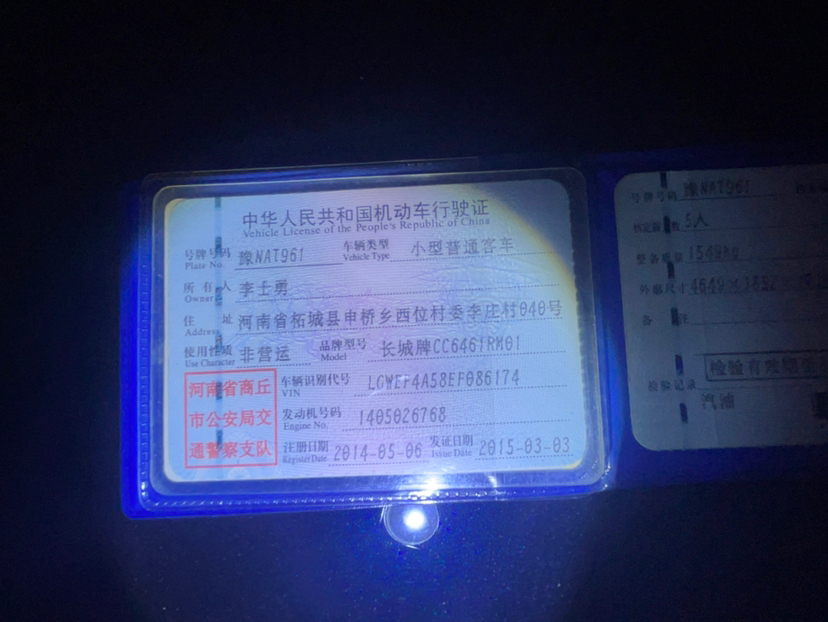 中华人民共和国机动车行驶证
Vehicle License of the People's Republic of China
号牌号码 豫NAT961 车辆类型 小型普通客车
Plate No. Vehicle Type
所有人 李士勇
Owner
住址 河南省柘城县申桥乡西位村委李庄村040号
Address
使用性质 非营运 品牌型号 长城牌CC6461RM01
Use Character Model
河南省商丘
市公安局交
通警察支队
车辆识别代号 LGWEF4A58EF086174
VIN
发动机号码 1405026768
Engine No.
注册日期 2014-05-06 发证日期 2015-03-03
Register Date Issue Date
号牌号码 豫NAT961
5人
整备质量 1549kg
外廓尺寸 4649×1852×
备注
检验有效期至
检验记录
汽油